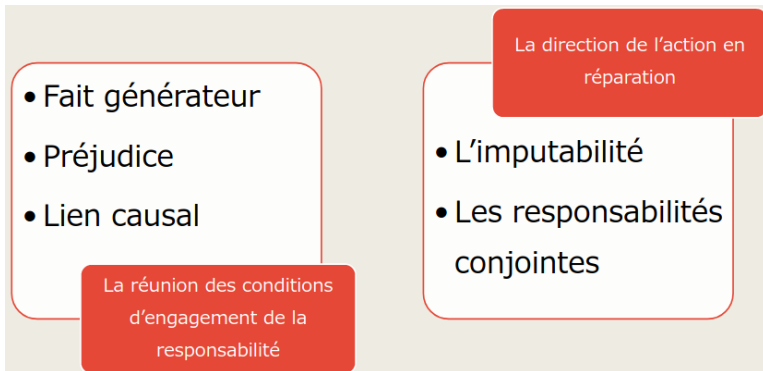 • Fait générateur
• Préjudice
• Lien causal
La réunion des conditions
d'engagement de la
responsabilité
La direction de l'action en
réparation
• L'imputabilité
• Les responsabilités
conjointes